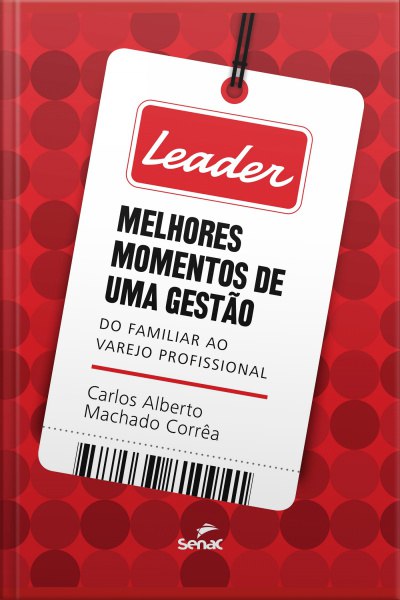 Leader
MELHORES
MOMENTOS DE
UMA GESTÃO
DO FAMILIAR AO
VAREJO PROFISSIONAL
Carlos Alberto
Machado Corrêa
senac